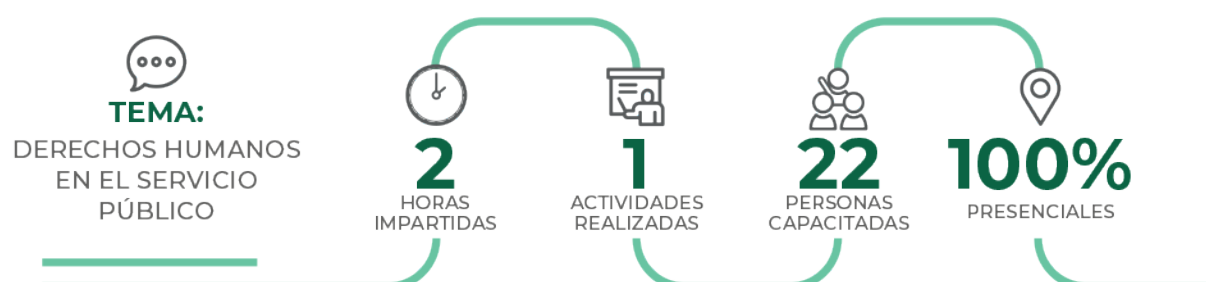 TEMA:
DERECHOS HUMANOS
EN EL SERVICIO
PÚBLICO
2
HORAS
IMPARTIDAS
1
ACTIVIDADES
REALIZADAS
22
PERSONAS
CAPACITADAS
100%
PRESENCIALES